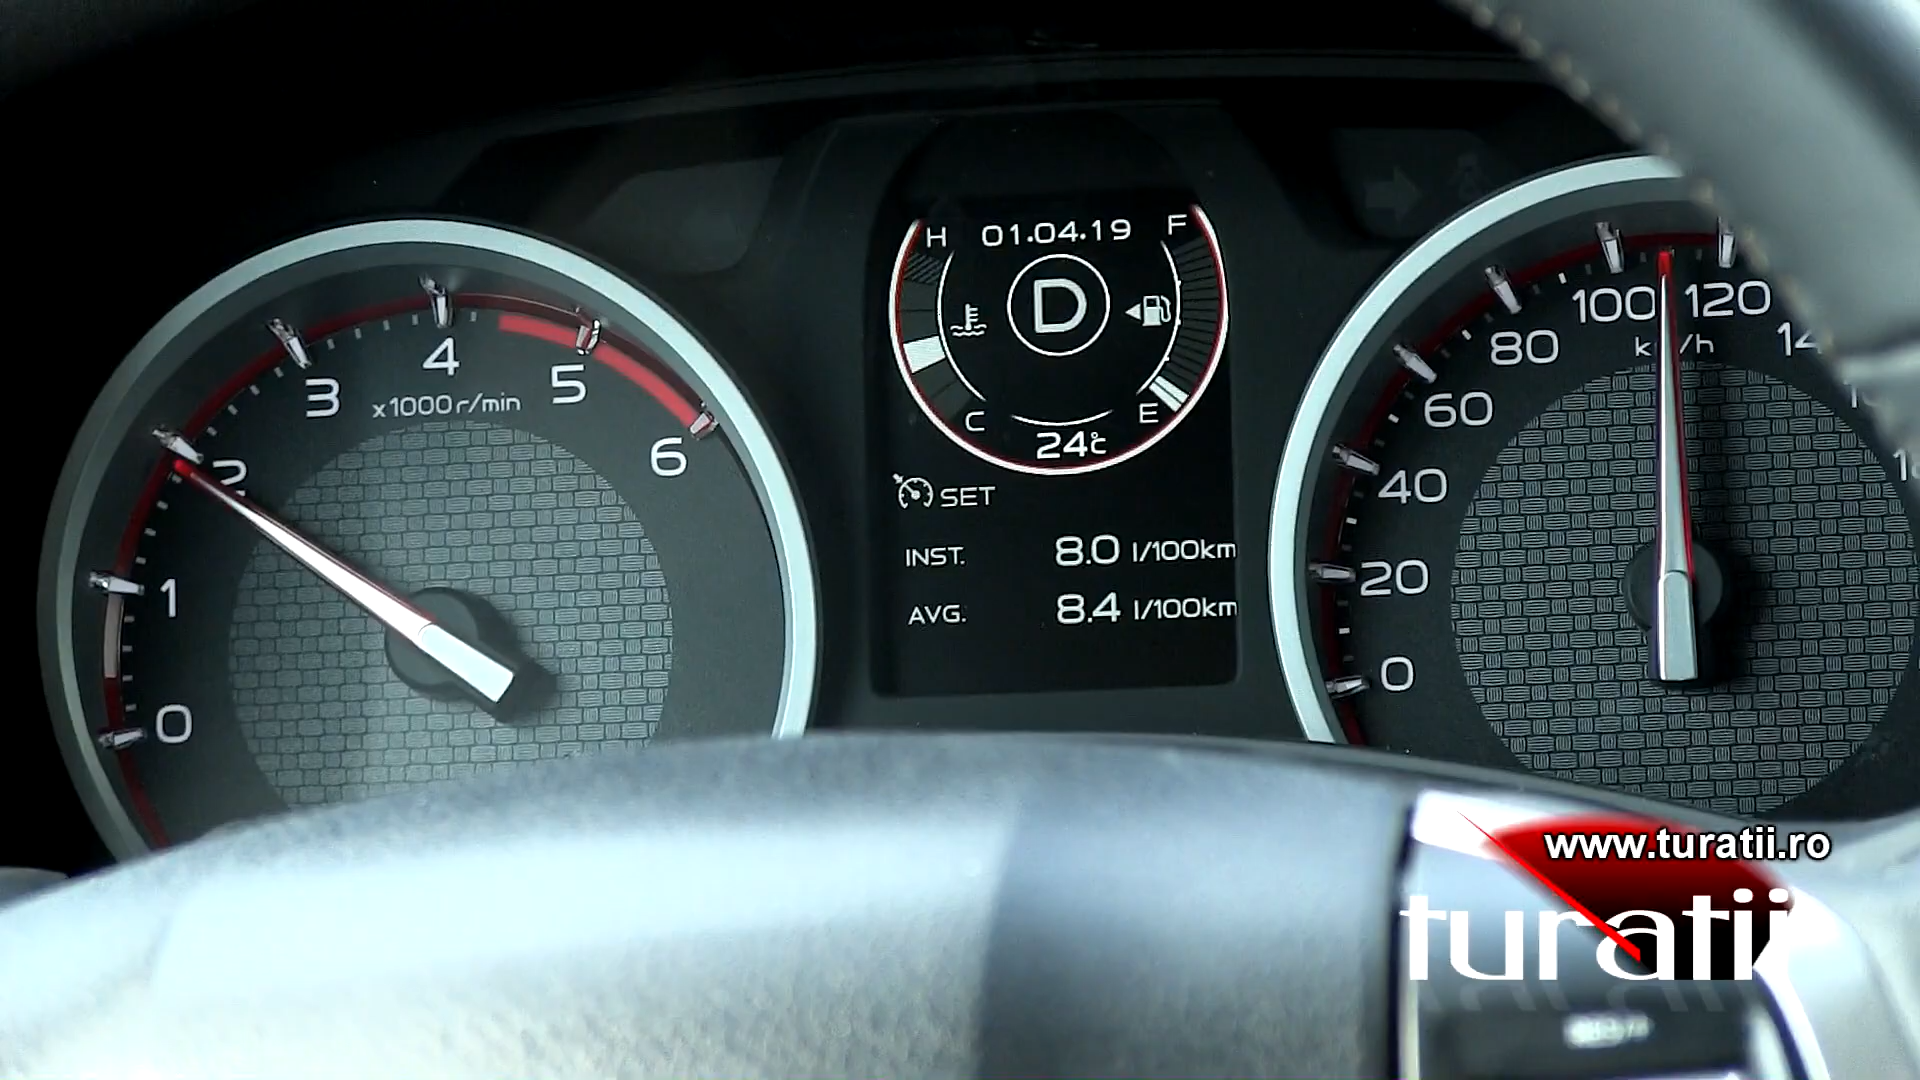 H 01.04.19 F
D
C E
24°C
SET
INST. 8.0 l/100km
AVG. 8.4 l/100km
0
1
2
3
4
5
6
x1000r/min
0
20
40
60
80
100
120
www.turatii.ro
turatii